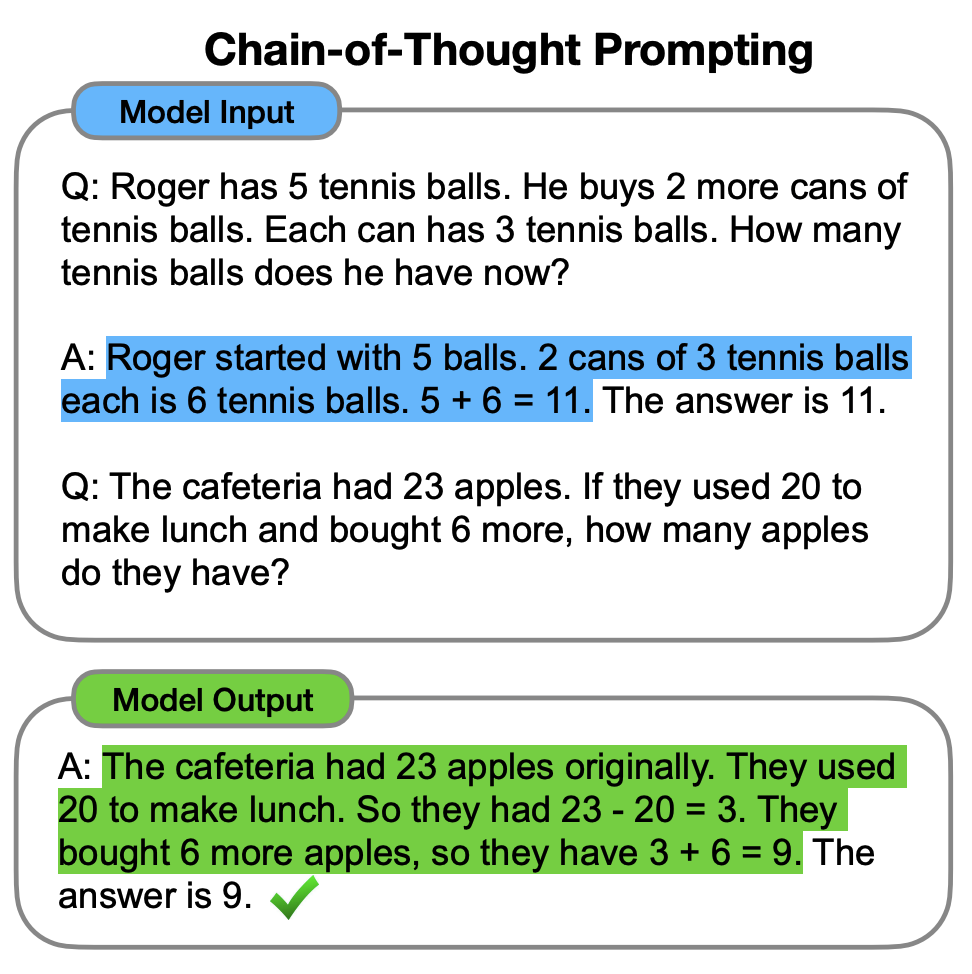 Chain-of-Thought Prompting
Model Input
Q: Roger has 5 tennis balls. He buys 2 more cans of
tennis balls. Each can has 3 tennis balls. How many
tennis balls does he have now?
A: Roger started with 5 balls. 2 cans of 3 tennis balls
each is 6 tennis balls. 5 + 6 = 11. The answer is 11.
Q: The cafeteria had 23 apples. If they used 20 to
make lunch and bought 6 more, how many apples
do they have?
Model Output
A: The cafeteria had 23 apples originally. They used
20 to make lunch. So they had 23 - 20 = 3. They
bought 6 more apples, so they have 3 + 6 = 9. The
answer is 9.